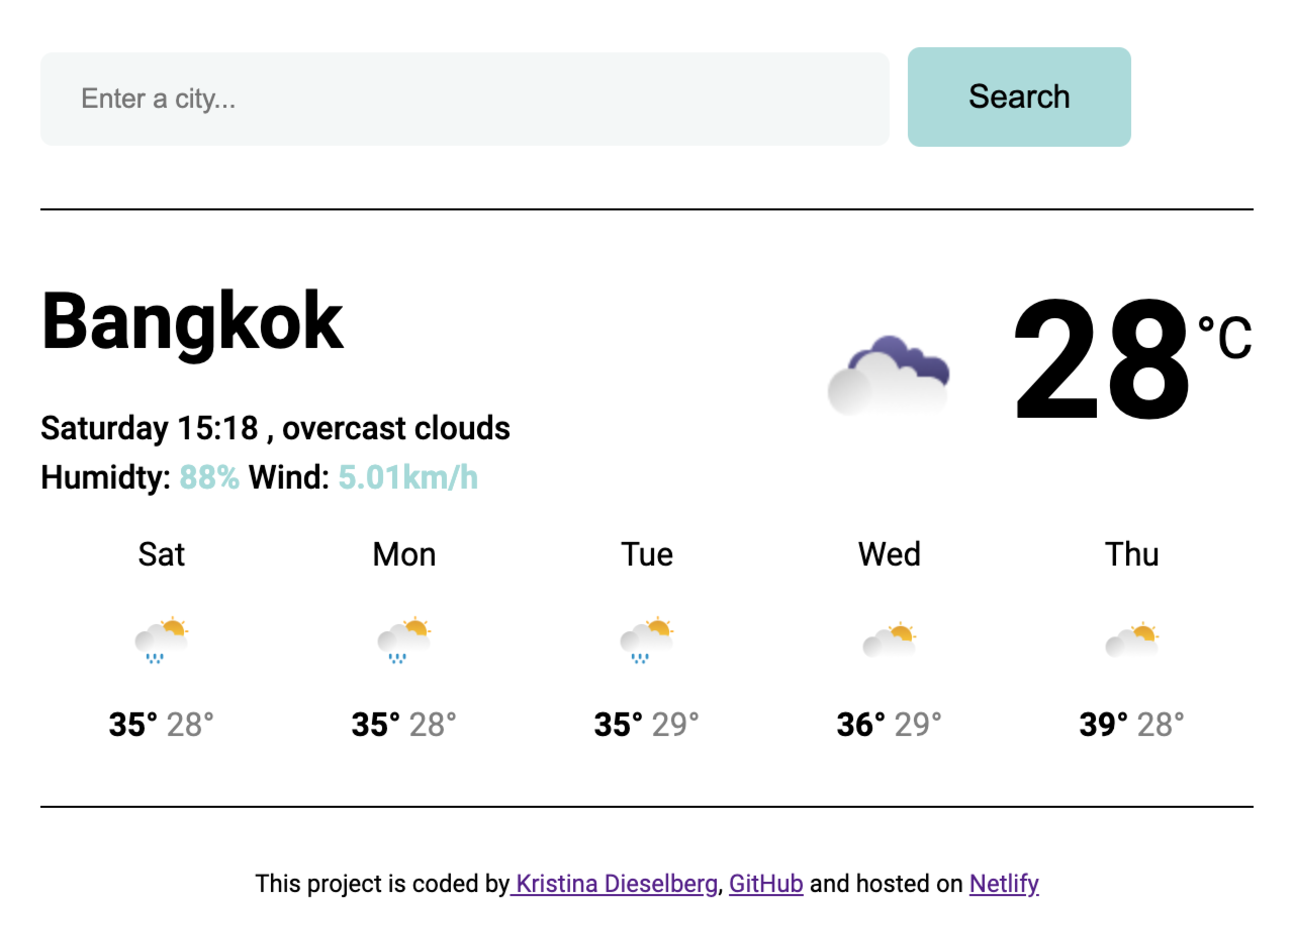 Enter a city...
Search
Bangkok
28 °C
Saturday 15:18 , overcast clouds
Humidty: 88% Wind: 5.01km/h
Sat Mon Tue Wed Thu
35° 28° 35° 28° 35° 29° 36° 29° 39° 28°
This project is coded by Kristina Dieselberg, GitHub and hosted on Netlify